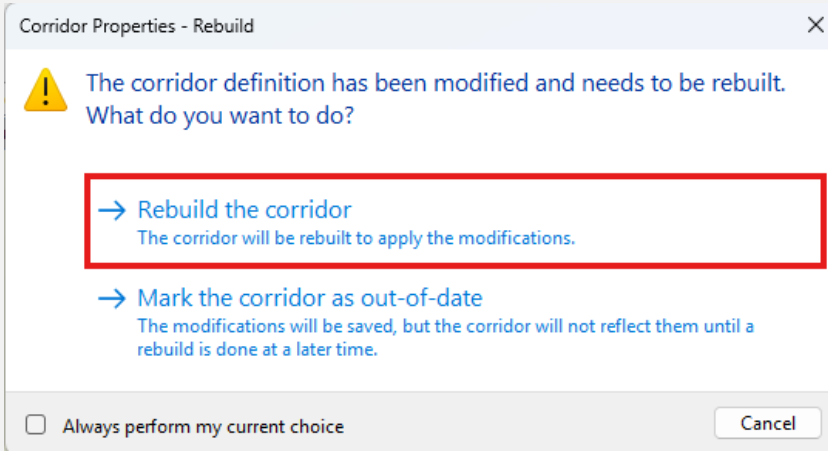 Corridor Properties - Rebuild
The corridor definition has been modified and needs to be rebuilt.
What do you want to do?
Rebuild the corridor
The corridor will be rebuilt to apply the modifications.
Mark the corridor as out-of-date
The modifications will be saved, but the corridor will not reflect them until a
rebuild is done at a later time.
Always perform my current choice
Cancel